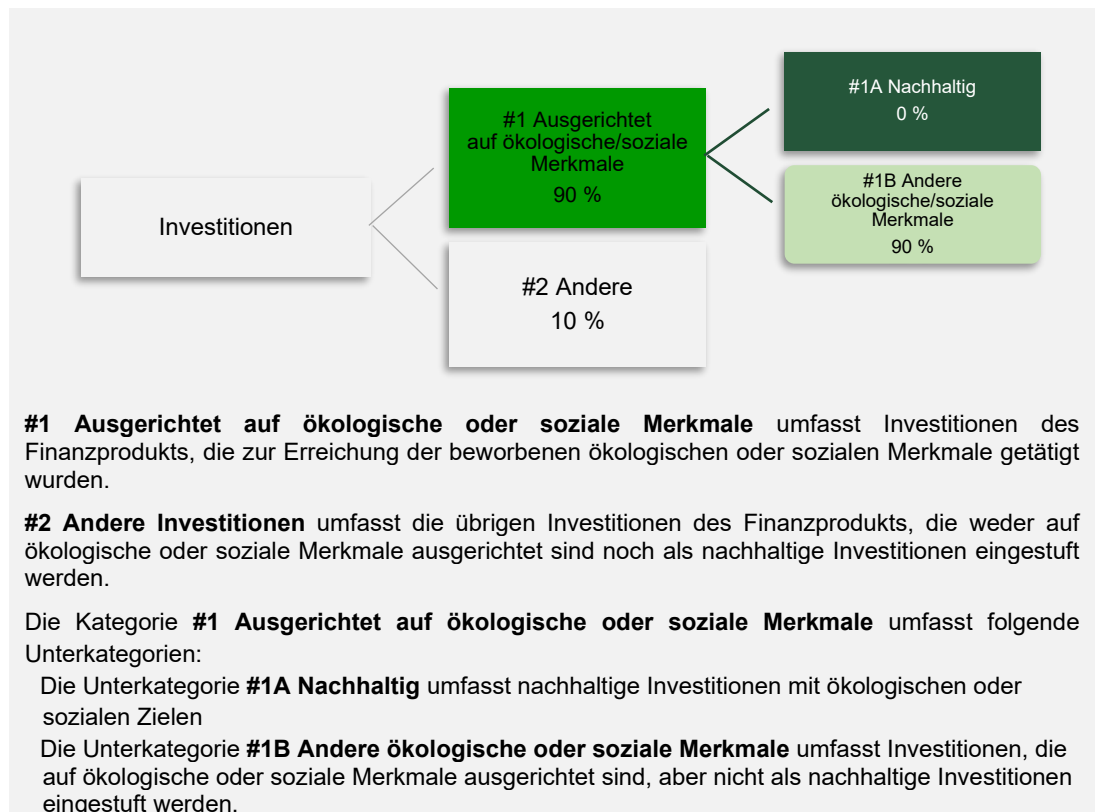 #1A Nachhaltig
0 %
#1 Ausgerichtet
auf ökologische/soziale
Merkmale
90 %
#1B Andere
ökologische/soziale
Merkmale
90 %
Investitionen
#2 Andere
10 %
#1 Ausgerichtet auf ökologische oder soziale Merkmale umfasst Investitionen des
Finanzprodukts, die zur Erreichung der beworbenen ökologischen oder sozialen Merkmale getätigt
wurden.
#2 Andere Investitionen umfasst die übrigen Investitionen des Finanzprodukts, die weder auf
ökologische oder soziale Merkmale ausgerichtet sind noch als nachhaltige Investitionen eingestuft
werden.
Die Kategorie #1 Ausgerichtet auf ökologische oder soziale Merkmale umfasst folgende
Unterkategorien:
Die Unterkategorie #1A Nachhaltig umfasst nachhaltige Investitionen mit ökologischen oder
sozialen Zielen
Die Unterkategorie #1B Andere ökologische oder soziale Merkmale umfasst Investitionen, die
auf ökologische oder soziale Merkmale ausgerichtet sind, aber nicht als nachhaltige Investitionen
eingestuft werden.